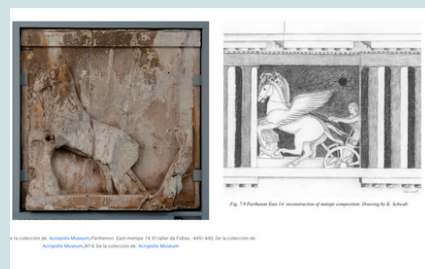 Fig. 7.9 Parthenon East 14: reconstruction of metope composition. Drawing by K. Schwab
e la colección de: Acropolis Museum,Parthenon. East metope 14,El taller de Fidias, -445/-440, De la colección de:
Acropolis Museum,M14, De la colección de: Acropolis Museum